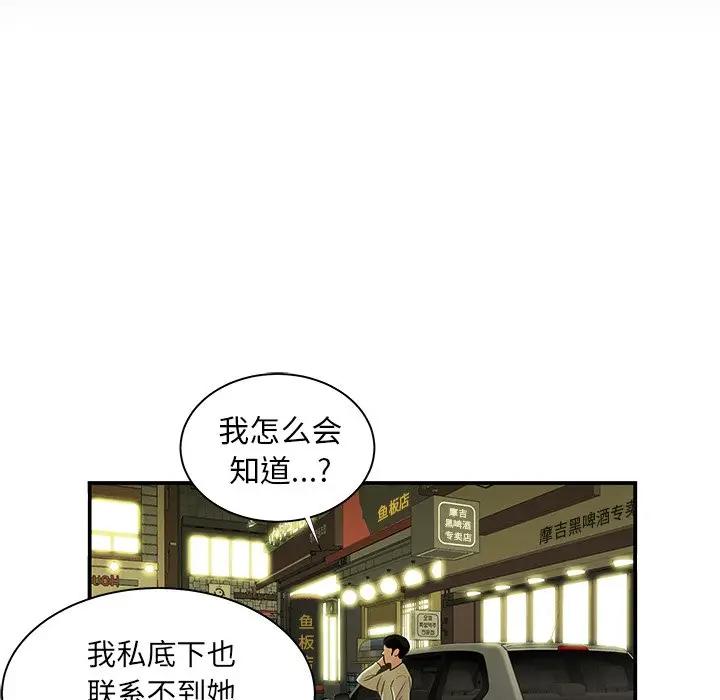 我怎么会
知道...?
鱼板店
摩吉
黑啤酒
专卖店
摩吉黑啤酒专卖
鱼板店
我私底下也
联系不到她